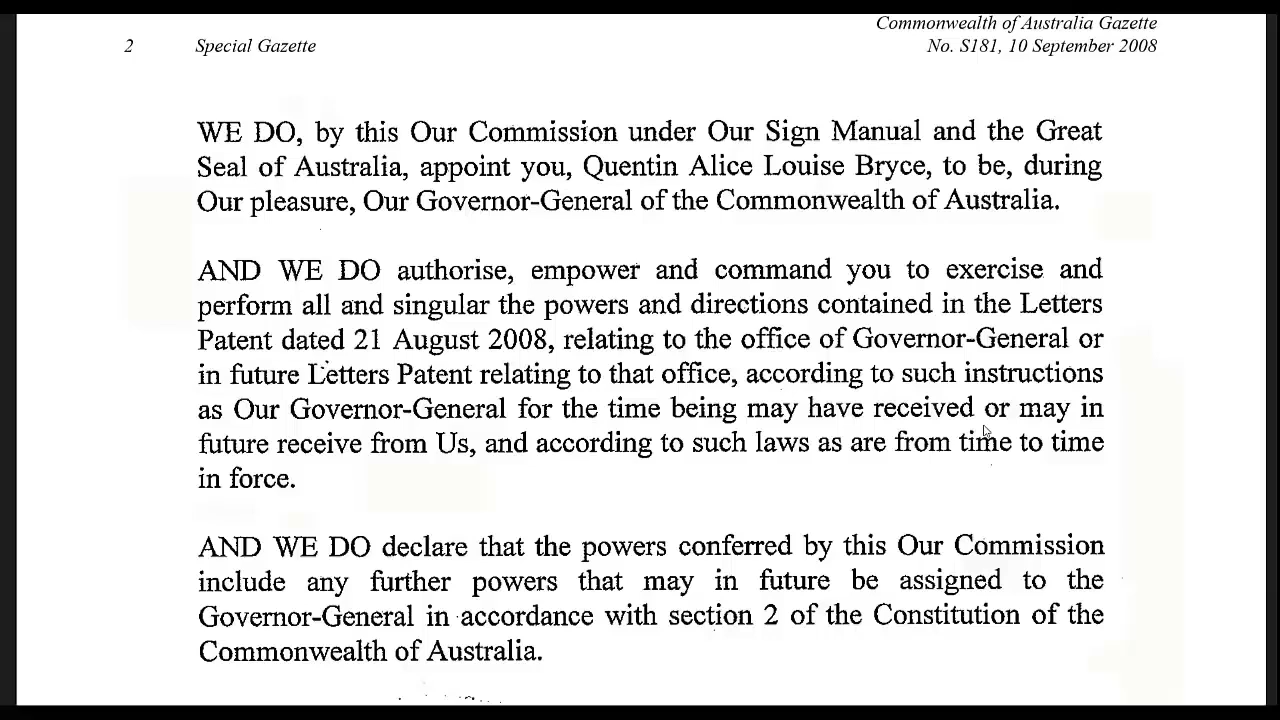 Commonwealth of Australia Gazette
2 Special Gazette No. S181, 10 September 2008
WE DO, by this Our Commission under Our Sign Manual and the Great
Seal of Australia, appoint you, Quentin Alice Louise Bryce, to be, during
Our pleasure, Our Governor-General of the Commonwealth of Australia.
AND WE DO authorise, empower and command you to exercise and
perform all and singular the powers and directions contained in the Letters
Patent dated 21 August 2008, relating to the office of Governor-General or
in future Letters Patent relating to that office, according to such instructions
as Our Governor-General for the time being may have received or may in
future receive from Us, and according to such laws as are from time to time
in force.
AND WE DO declare that the powers conferred by this Our Commission
include any further powers that may in future be assigned to the
Governor-General in accordance with section 2 of the Constitution of the
Commonwealth of Australia.